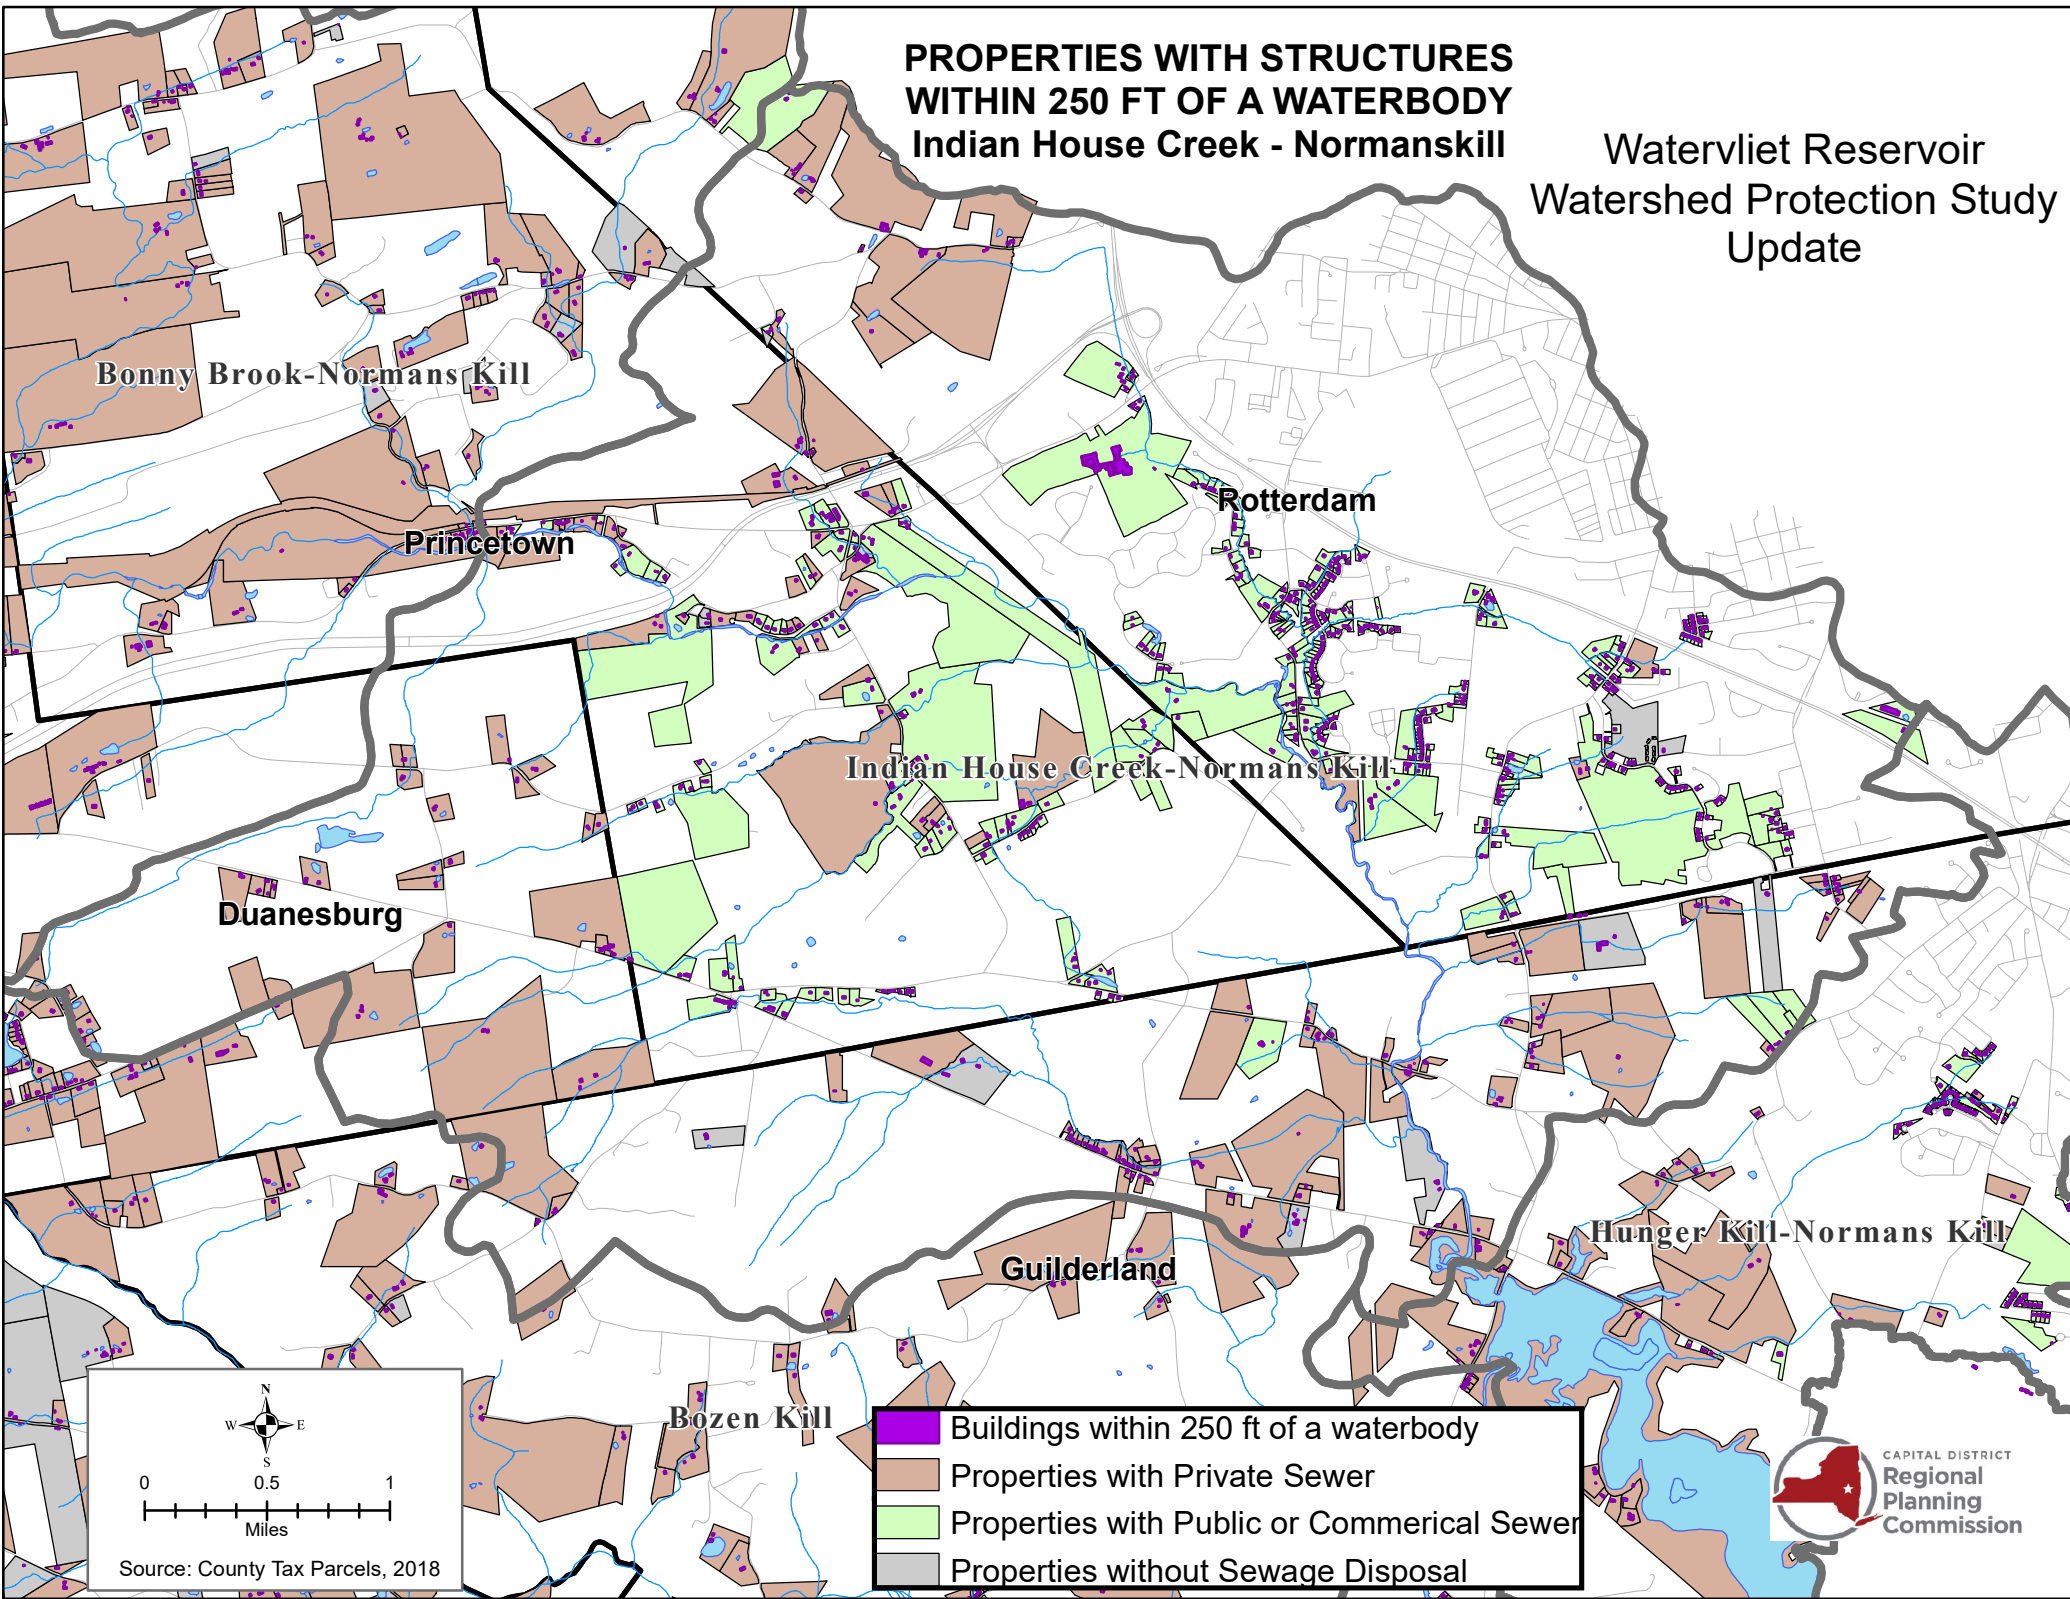 PROPERTIES WITH STRUCTURES
WITHIN 250 FT OF A WATERBODY
Indian House Creek - Normanskill
Watervliet Reservoir
Watershed Protection Study
Update
Bonny Brook-Normans Kill
Rotterdam
Princetown
Indian House Creek-Normans Kill
Duanesburg
Hunger Kill-Normans Kill
Guilderland
Bozen Kill
N
W E
S
0 0.5 1
Miles
Source: County Tax Parcels, 2018
Buildings within 250 ft of a waterbody
Properties with Private Sewer
Properties with Public or Commerical Sewer
Properties without Sewage Disposal
CAPITAL DISTRICT
Regional
Planning
Commission